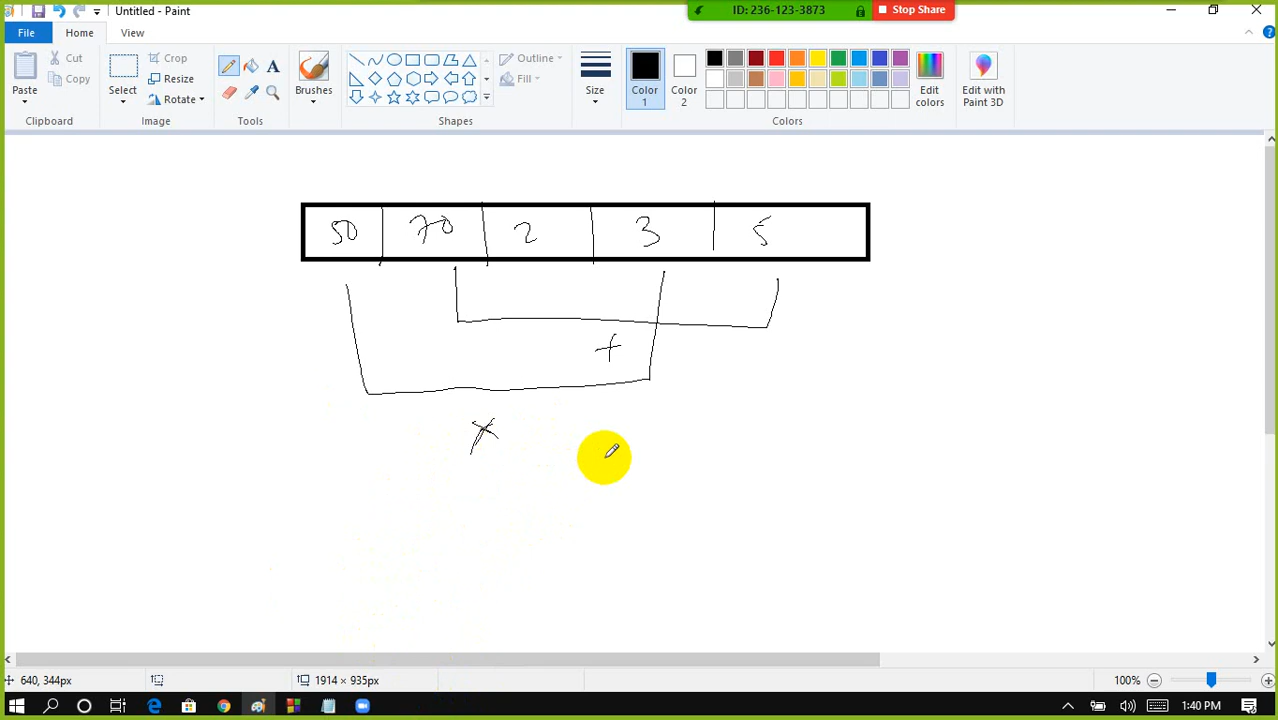 Untitled - Paint
ID: 236-123-3873
Stop Share
File
Home
View
Paste
Cut
Copy
Clipboard
Select
Crop
Resize
Rotate
Image
A
Tools
Brushes
Outline
Fill
Shapes
Size
Color 1
Color 2
Edit colors
Edit with Paint 3D
Colors
50 70 2 3 5
+
×
640, 344px
1914 × 935px
100%
1:40 PM